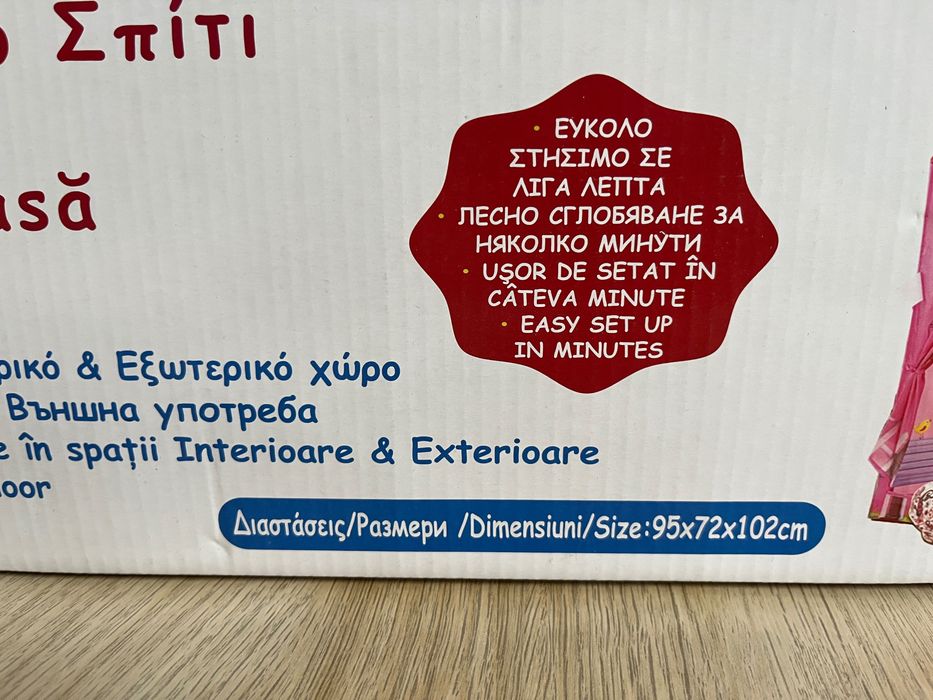 Σπίτι
asă
• ΕΥΚΟΛΟ
ΣΤΗΣΙΜΟ ΣΕ
ΛΙΓΑ ΛΕΠΤΑ
• ЛЕСНО СГЛОБЯВАНЕ ЗА
НЯКОЛКО МИНУТИ
• UŞOR DE SETAT ÎN
CÂTEVA MINUTE
• EASY SET UP
IN MINUTES
ρικό & Εξωτερικό χώρο
Външна употреба
e în spații Interioare & Exterioare
oor
Διαστάσεις/Размери /Dimensiuni/Size:95x72x102cm